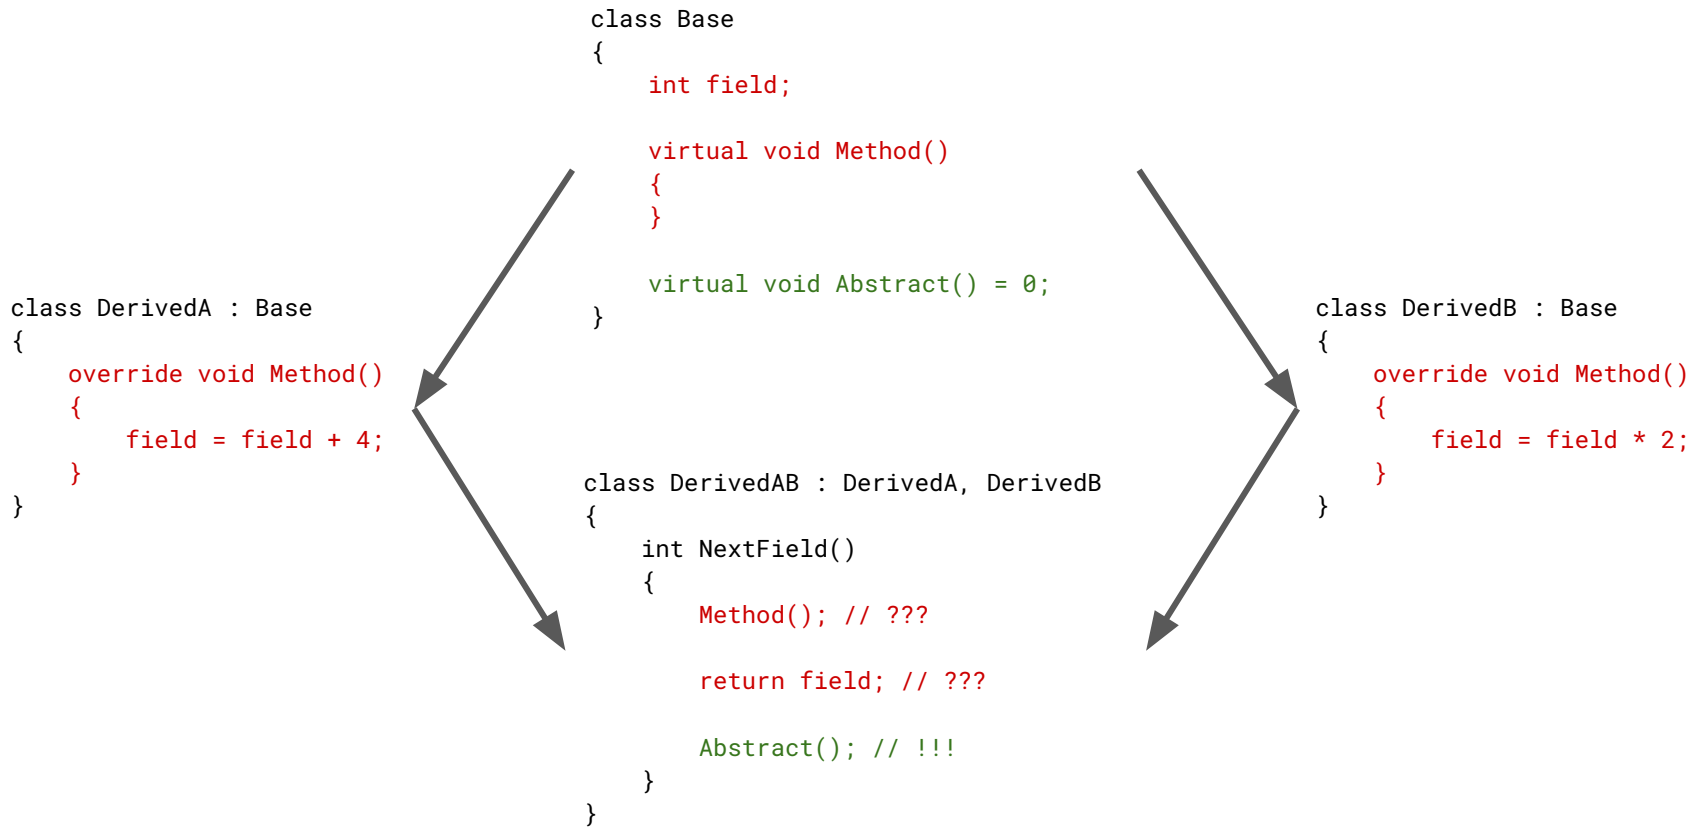 class Base
{
    int field;

    virtual void Method()
    {
    }

    virtual void Abstract() = 0;
}
class DerivedA : Base
{
    override void Method()
    {
        field = field + 4;
    }
}
class DerivedB : Base
{
    override void Method()
    {
        field = field * 2;
    }
}
class DerivedAB : DerivedA, DerivedB
{
    int NextField()
    {
        Method(); // ???

        return field; // ???

        Abstract(); // !!!
    }
}